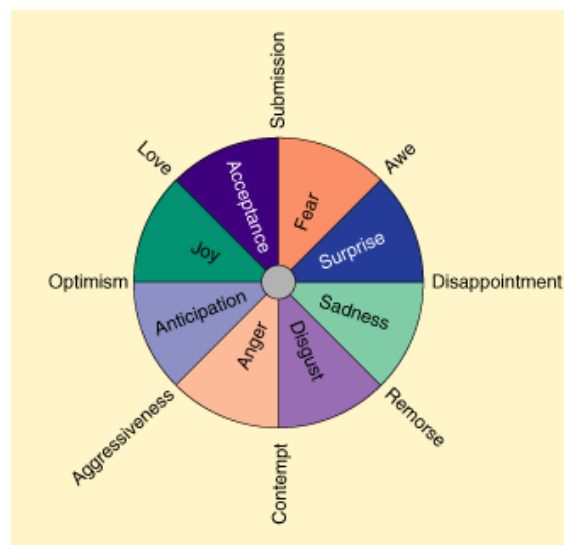 Submission
Love
Awe
Acceptance
Fear
Joy
Surprise
Optimism
Disappointment
Anticipation
Sadness
Anger
Disgust
Aggressiveness
Remorse
Contempt